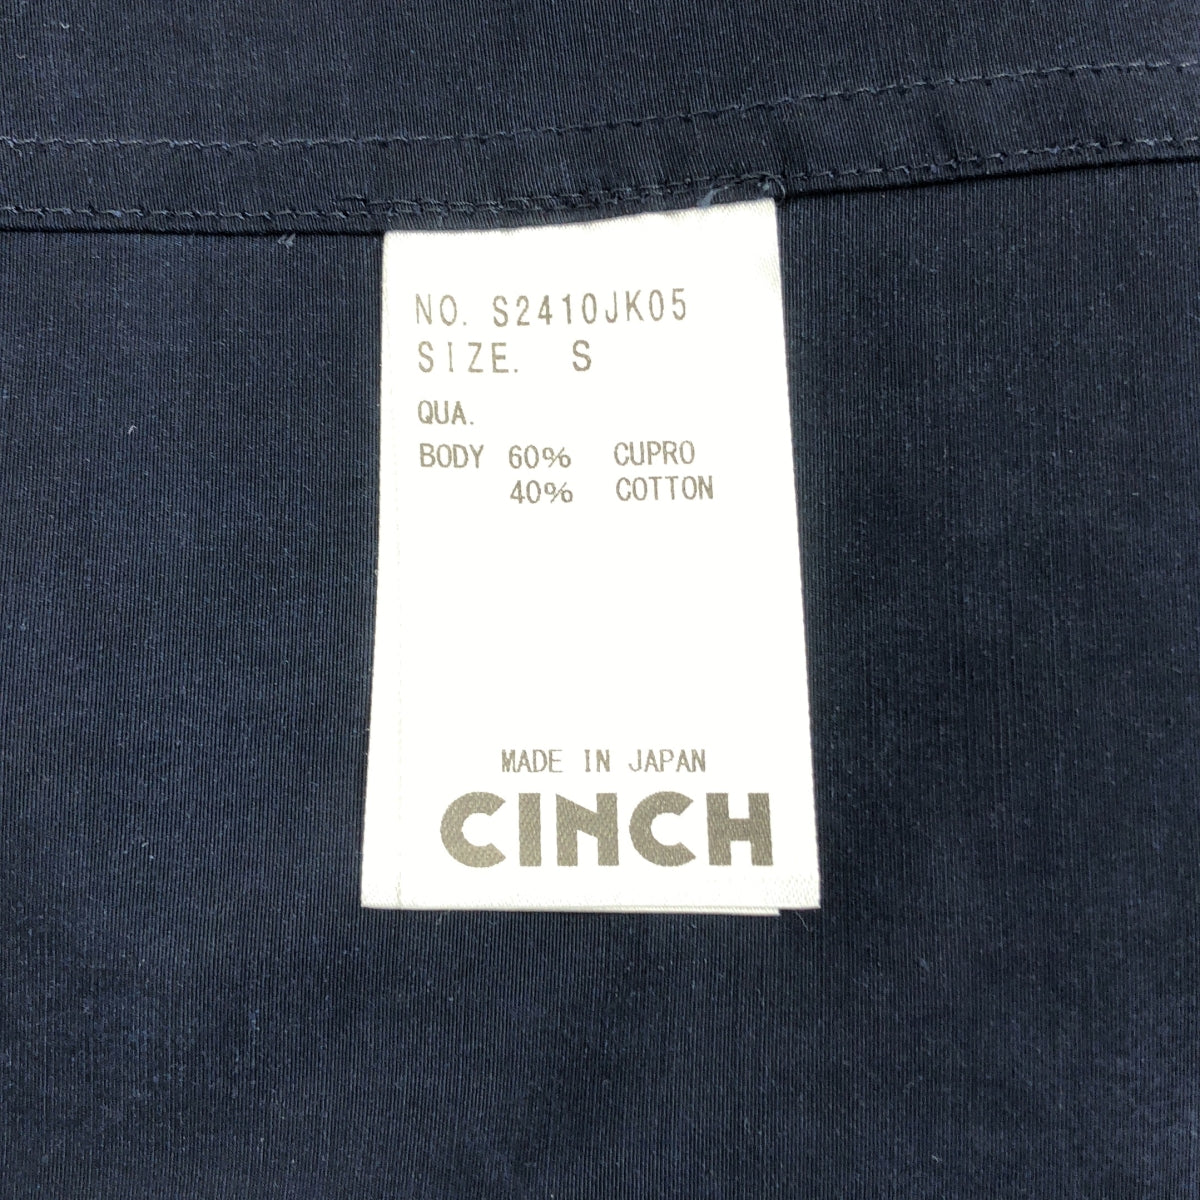 NO. S2410JK05
SIZE. S
QUA.
BODY 60% CUPRO
40% COTTON
MADE IN JAPAN
CINCH